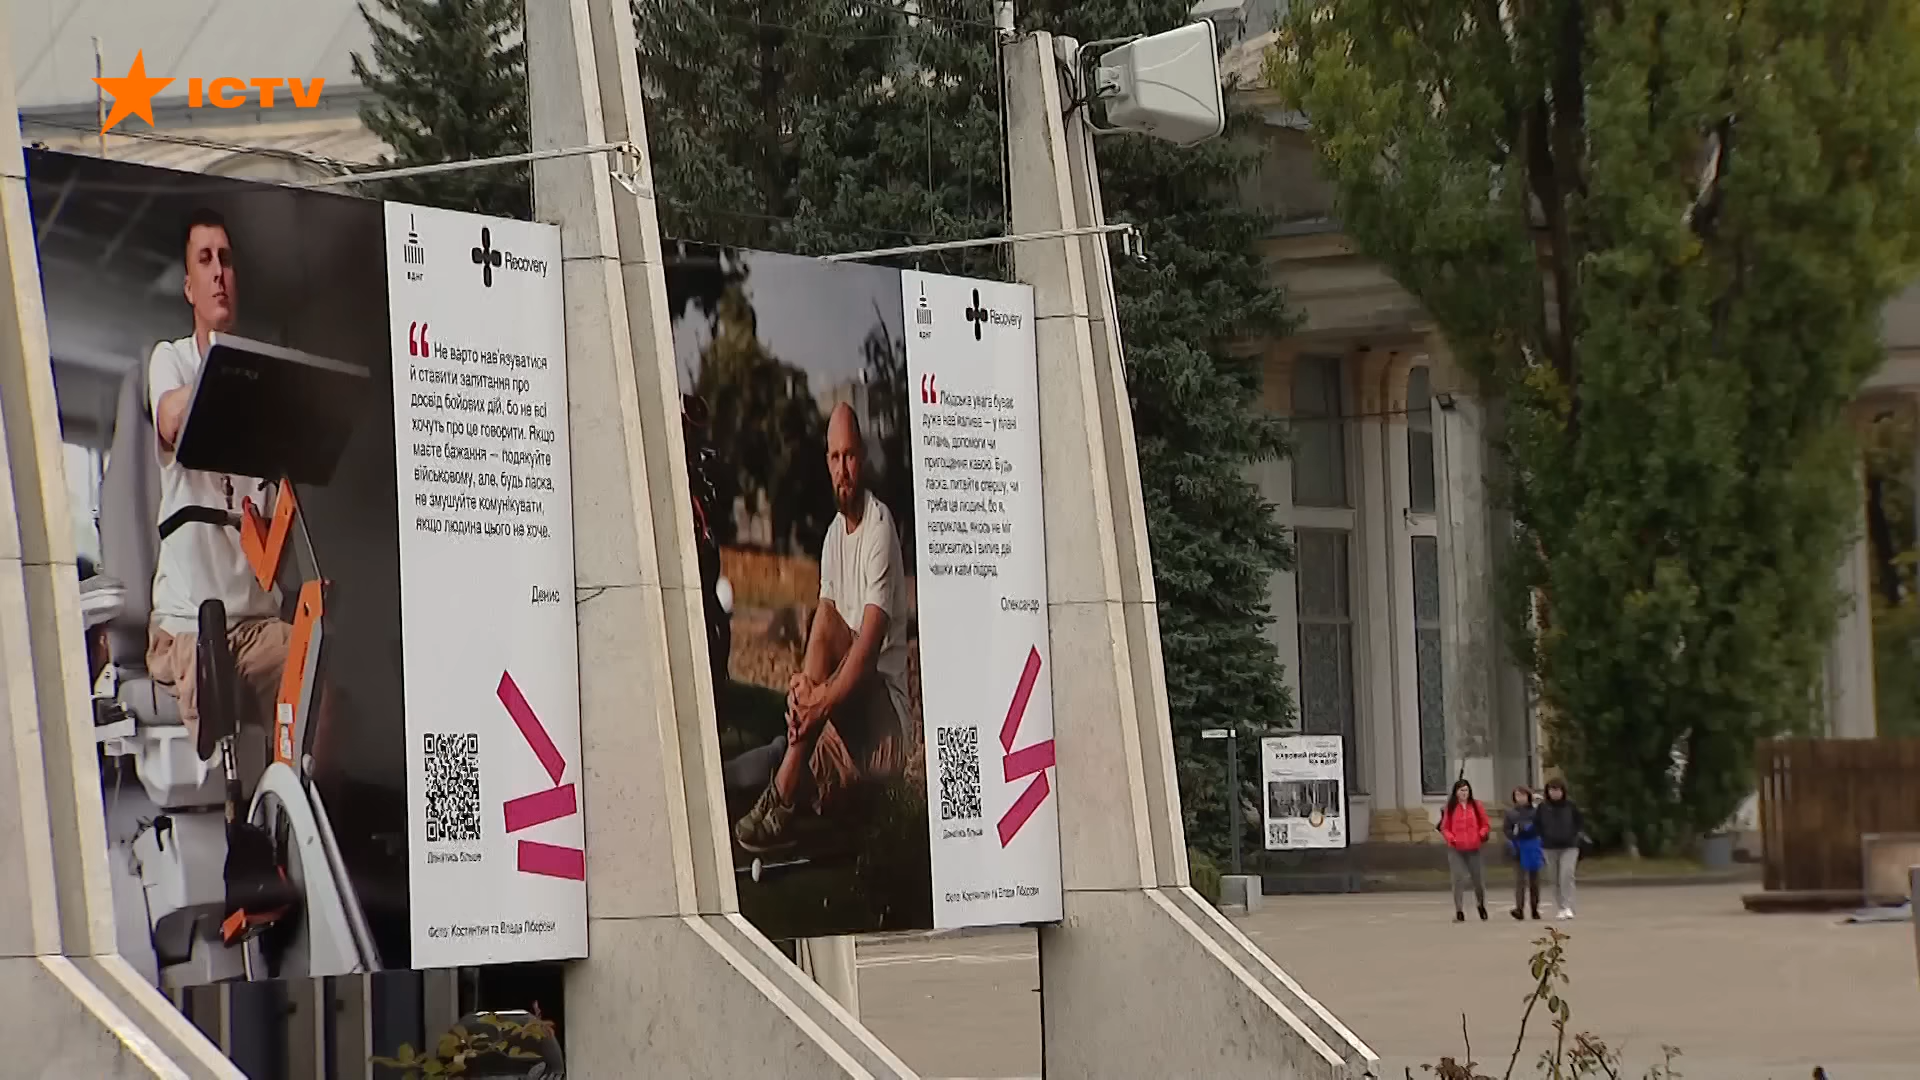 ICTV
ВДНГ
Recovery
“Не варто нав'язуватися
й ставити запитання про
досвід бойових дій, бо не всі
хочуть про це говорити. Якщо
маєте бажання — подякуйте
військовому, але, будь ласка,
не змушуйте комунікувати,
якщо людина цього не хоче.
Денис
Дізнатись більше
Фото: Костянтин та Влада Ліберови
ВДНГ
Recovery
“Людська увага буває
дуже нав'язлива — у плані
питань, допомоги чи
пригощання кавою. Будь
ласка, питайте спершу, чи
треба це людині, бо я,
наприклад, якось не міг
відмовитись і випив дві
чашки кави підряд.
Олександр
Дізнатись більше
Фото: Костянтин та Влада Ліберови
НА ВДНГ